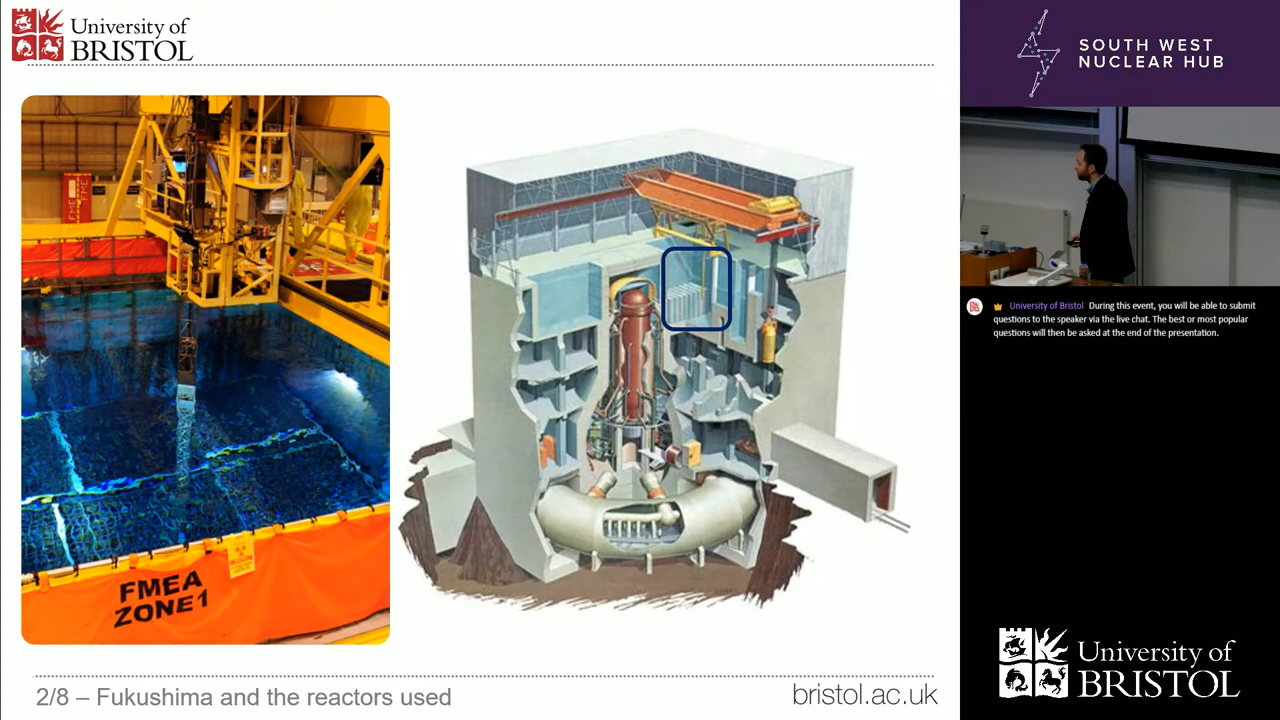 University of
BRISTOL
FME
FME
FMEA
ZONE1
2/8 – Fukushima and the reactors used
bristol.ac.uk
SOUTH WEST
NUCLEAR HUB
University of Bristol During this event, you will be able to submit
questions to the speaker via the live chat. The best or most popular
questions will then be asked at the end of the presentation.
University of
BRISTOL